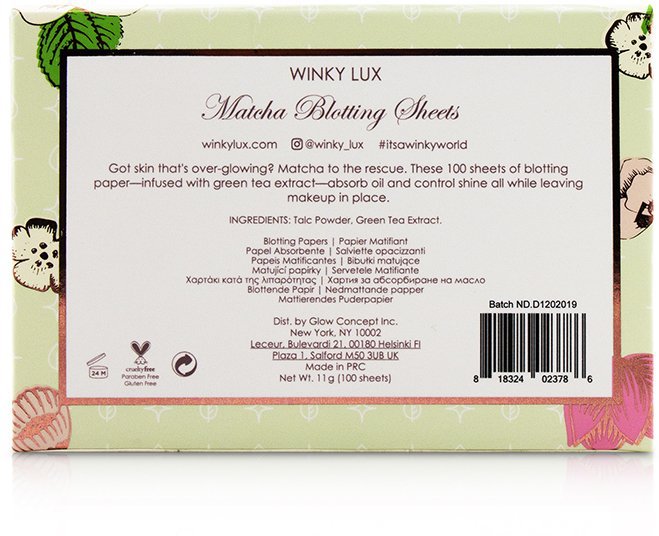 WINKY LUX
Matcha Blotting Sheets
winkylux.com @winky_lux #itsawinkyworld
Got skin that's over-glowing? Matcha to the rescue. These 100 sheets of blotting
paper—infused with green tea extract—absorb oil and control shine all while leaving
makeup in place.
INGREDIENTS: Talc Powder, Green Tea Extract.
Blotting Papers | Papier Matifiant
Papel Absorbente | Salviette opacizzanti
Papeis Matificantes | Bibułki matujące
Matující papírky | Servetele Matifiante
Χαρτάκι κατά της λιπαρότητας | Хартия за абсорбиране на масло
Blottende Papir | Nedmattande papper
Mattierendes Puderpapier
Batch ND.D1202019
Dist. by Glow Concept Inc.
New York, NY 10002
Leceur, Bulevardi 21, 00180 Helsinki FI
Plaza 1, Salford M50 3UB UK
Made in PRC
Net Wt. 11g (100 sheets)
24 M
crueltyfree
Paraben Free
Gluten Free
8 18324 02378 6